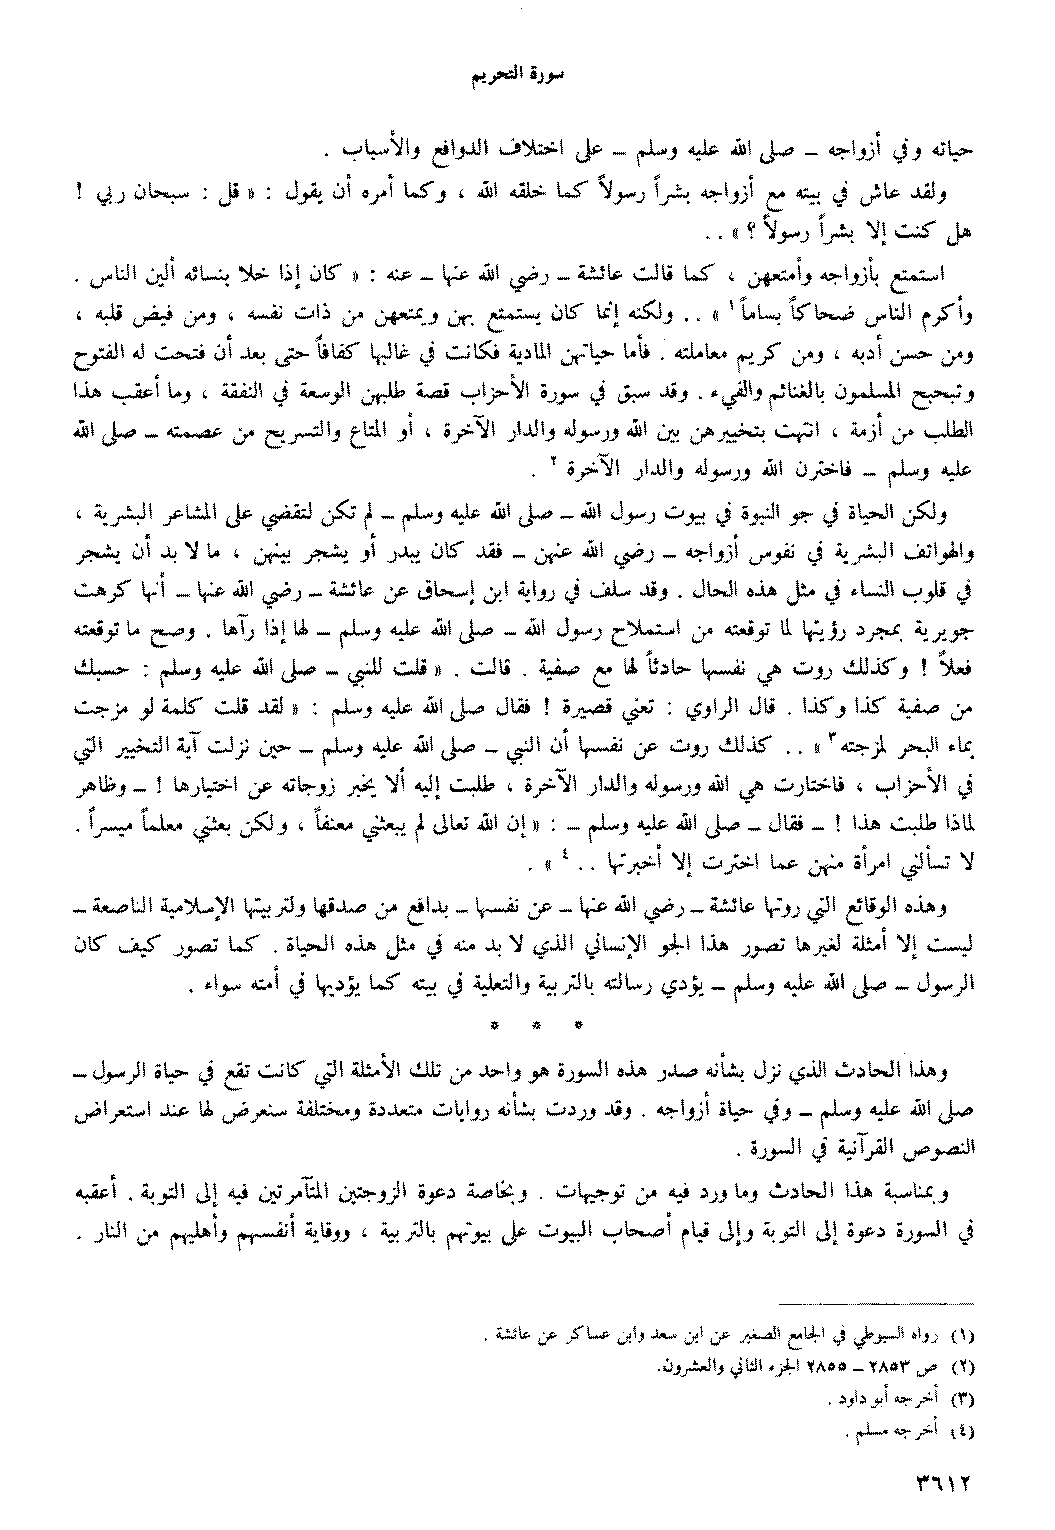 سورة التحريم
حياته وفي أزواجه – صلى الله عليه وسلم – على اختلاف الدوافع والأسباب .
ولقد عاش في بيته مع أزواجه بشراً رسولاً كما خلقه الله ، وكما أمره أن يقول : « قل : سبحان ربي !
هل كنت إلا بشراً رسولاً ؟ » ..
استمتع بأزواجه وأمتعهن ، كما قالت عائشة – رضي الله عنها – عنه : « كان إذا خلا بنسائه ألين الناس .
وأكرم الناس ضحاكاً بساماً ١ » .. ولكنه إنما كان يستمتع بهن ويمتعهن من ذات نفسه ، ومن فيض قلبه ،
ومن حسن أدبه ، ومن كريم معاملته . فأما حياتهن المادية فكانت في غالبها كفافاً حتى بعد أن فتحت له الفتوح
وتبحبح المسلمون بالغنائم والفيء . وقد سبق في سورة الأحزاب قصة طلبهن الوسعة في النفقة ، وما أعقب هذا
الطلب من أزمة ، انتهت بتخييرهن بين الله ورسوله والدار الآخرة ، أو المتاع والتسريح من عصمته – صلى الله
عليه وسلم – فاخترن الله ورسوله والدار الآخرة ٢ .
ولكن الحياة في جو النبوة في بيوت رسول الله – صلى الله عليه وسلم – لم تكن لتقضي على المشاعر البشرية ،
والهواتف البشرية في نفوس أزواجه – رضي الله عنهن – فقد كان يبدر أو يشجر بينهن ، ما لا بد أن يشجر
في قلوب النساء في مثل هذه الحال . وقد سلف في رواية ابن إسحاق عن عائشة – رضي الله عنها – أنها كرهت
جويرية بمجرد رؤيتها لما توقعته من استملاح رسول الله – صلى الله عليه وسلم – لها إذا رآها . وصح ما توقعته
فعلاً ! وكذلك روت هي نفسها حادثاً لها مع صفية . قالت . « قلت للنبي – صلى الله عليه وسلم : حسبك
من صفية كذا وكذا . قال الراوي : تعني قصيرة ! فقال صلى الله عليه وسلم : « لقد قلت كلمة لو مزجت
بماء البحر لمزجته ٣ » .. كذلك روت عن نفسها أن النبي – صلى الله عليه وسلم – حين نزلت آية التخيير التي
في الأحزاب ، فاختارت هي الله ورسوله والدار الآخرة ، طلبت إليه ألا يخبر زوجاته عن اختيارها ! – وظاهر
لماذا طلبت هذا ! – فقال – صلى الله عليه وسلم – : « إن الله تعالى لم يبعثني معنفاً ، ولكن بعثني معلماً ميسراً .
لا تسألني امرأة منهن عما اخترت إلا أخبرتها .. ٤ » .
وهذه الوقائع التي روتها عائشة – رضي الله عنها – عن نفسها – بدافع من صدقها ولتربيتها الإسلامية الناصعة –
ليست إلا أمثلة لغيرها تصور هذا الجو الإنساني الذي لا بد منه في مثل هذه الحياة . كما تصور كيف كان
الرسول – صلى الله عليه وسلم – يؤدي رسالته بالتربية والتعلية في بيته كما يؤديها في أمته سواء .
* * *
وهذا الحادث الذي نزل بشأنه صدر هذه السورة هو واحد من تلك الأمثلة التي كانت تقع في حياة الرسول –
صلى الله عليه وسلم – وفي حياة أزواجه . وقد وردت بشأنه روايات متعددة ومختلفة سنعرض لها عند استعراض
النصوص القرآنية في السورة .
وبمناسبة هذا الحادث وما ورد فيه من توجيهات . وبخاصة دعوة الزوجتين المتآمرتين فيه إلى التوبة . أعقبه
في السورة دعوة إلى التوبة وإلى قيام أصحاب البيوت على بيوتهم بالتربية ، ووقاية أنفسهم وأهليهم من النار .
(١) رواه السيوطي في الجامع الصغير عن ابن سعد وابن عساكر عن عائشة .
(٢) ص ٢٨٥٣ – ٢٨٥٥ الجزء الثاني والعشرون.
(٣) أخرجه أبو داود .
(٤) أخرجه مسلم .
٣٦١٢